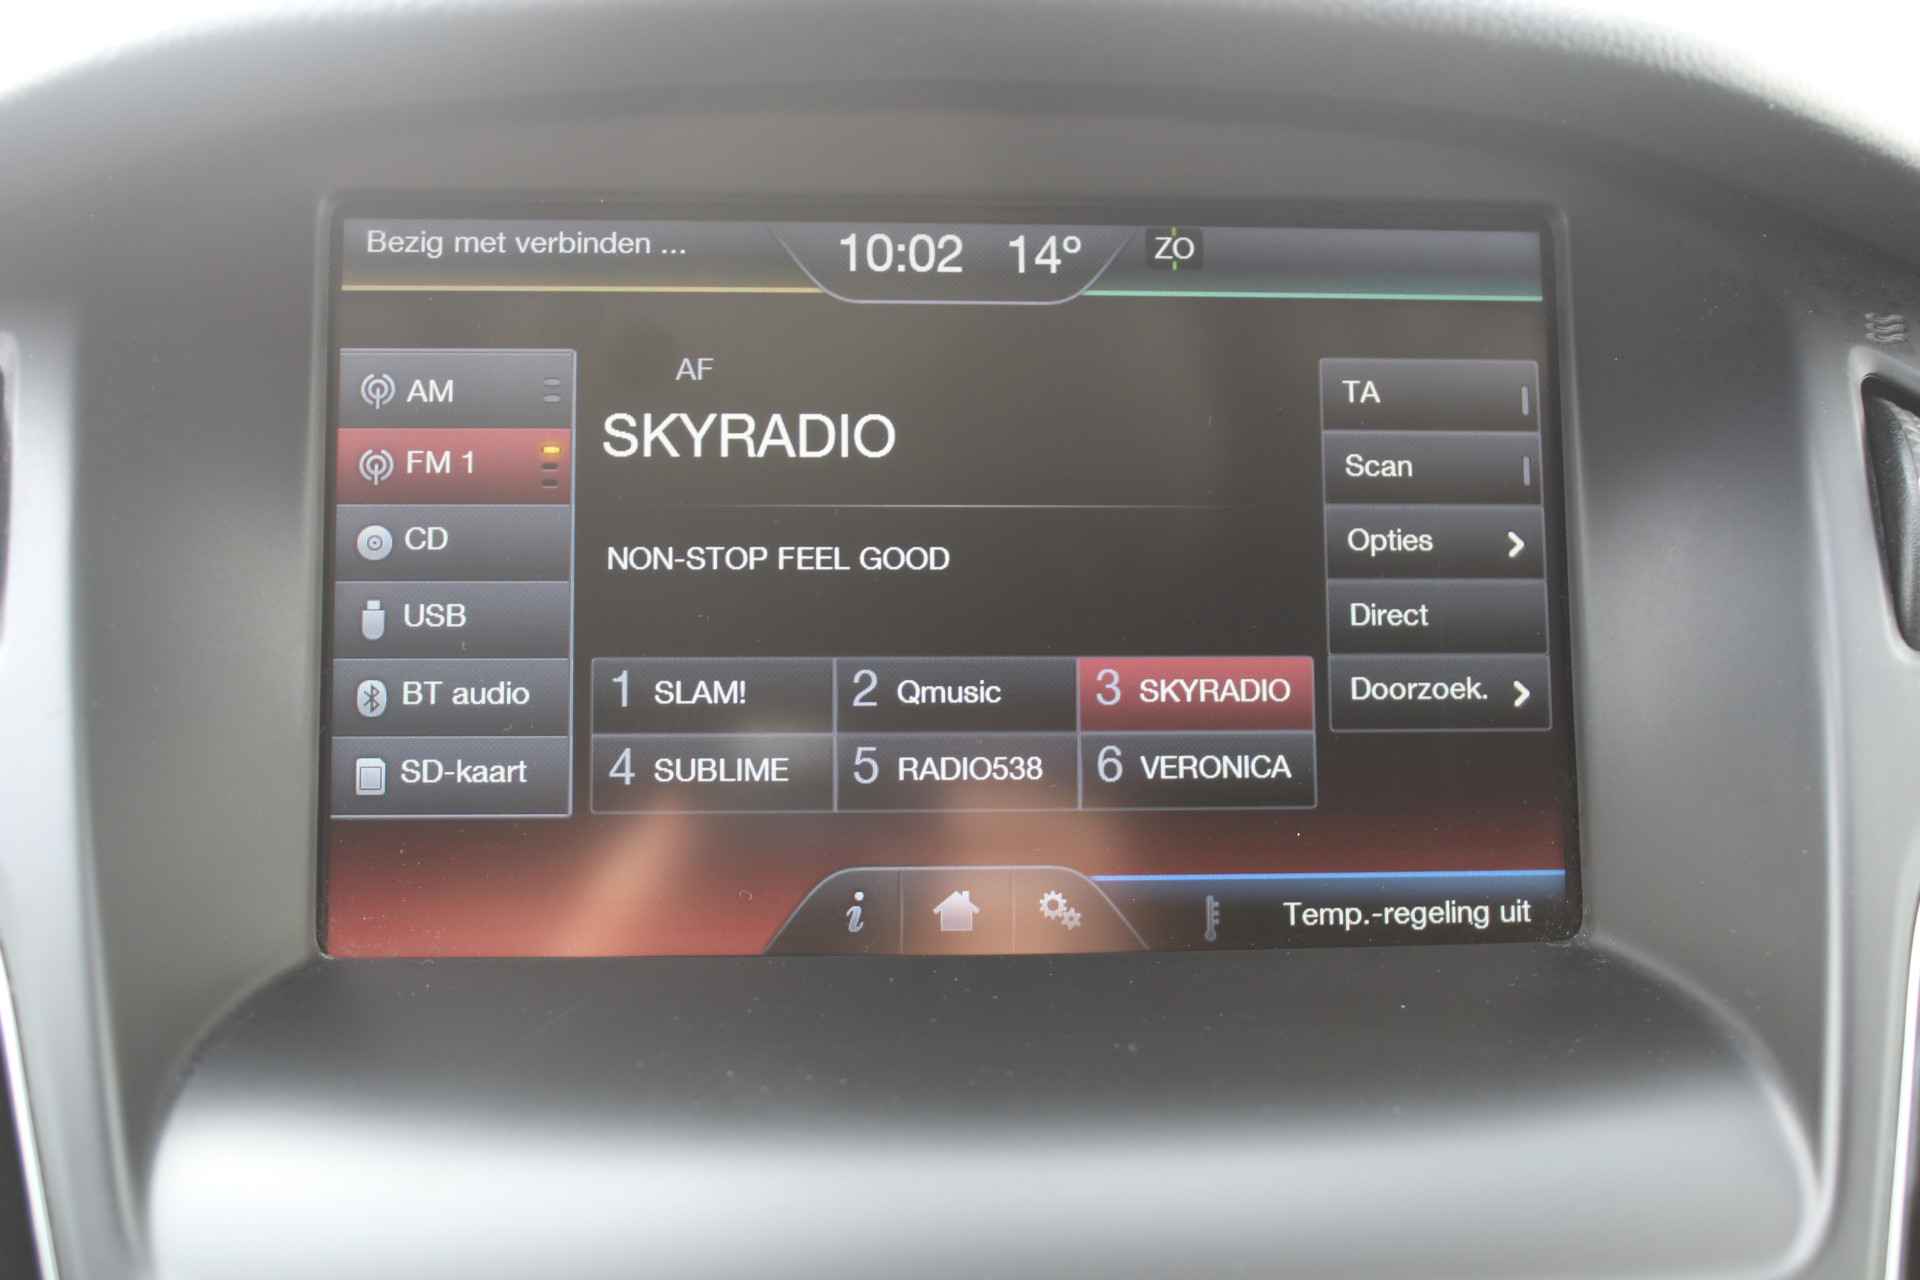 Bezig met verbinden ...
10:02 14° ZO
AM
FM 1
CD
USB
BT audio
SD-kaart
AF
SKYRADIO
NON-STOP FEEL GOOD
1 SLAM! 2 Qmusic 3 SKYRADIO
4 SUBLIME 5 RADIO538 6 VERONICA
TA
Scan
Opties
Direct
Doorzoek.
i
Temp.-regeling uit